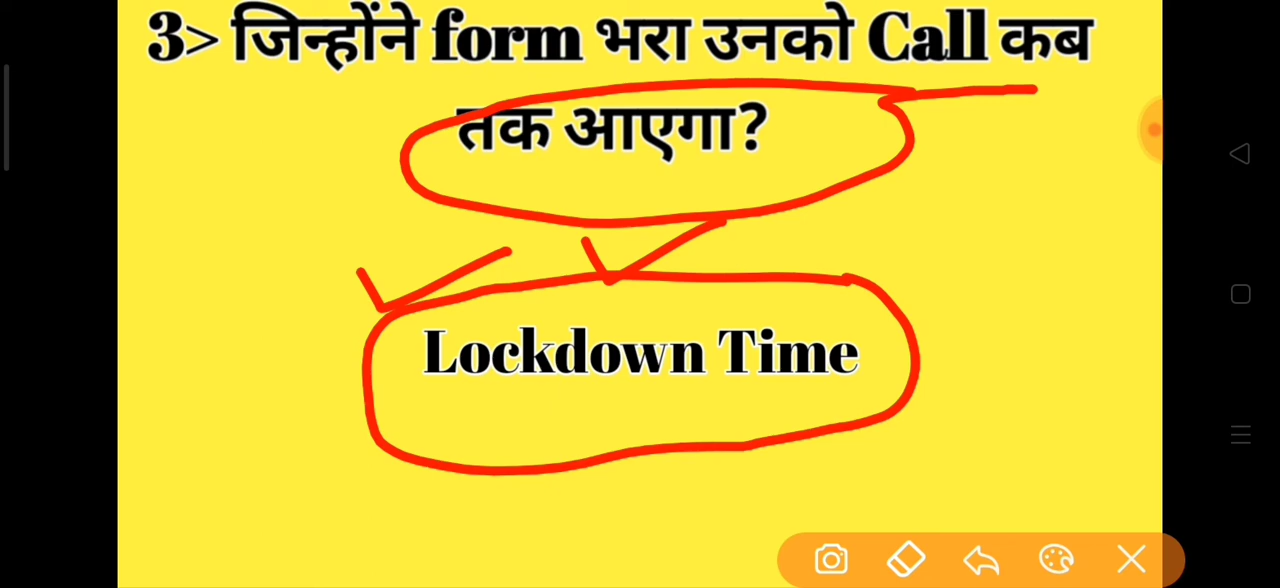 3> जिन्होंने form भरा उनको Call कब
तक आएगा?
Lockdown Time